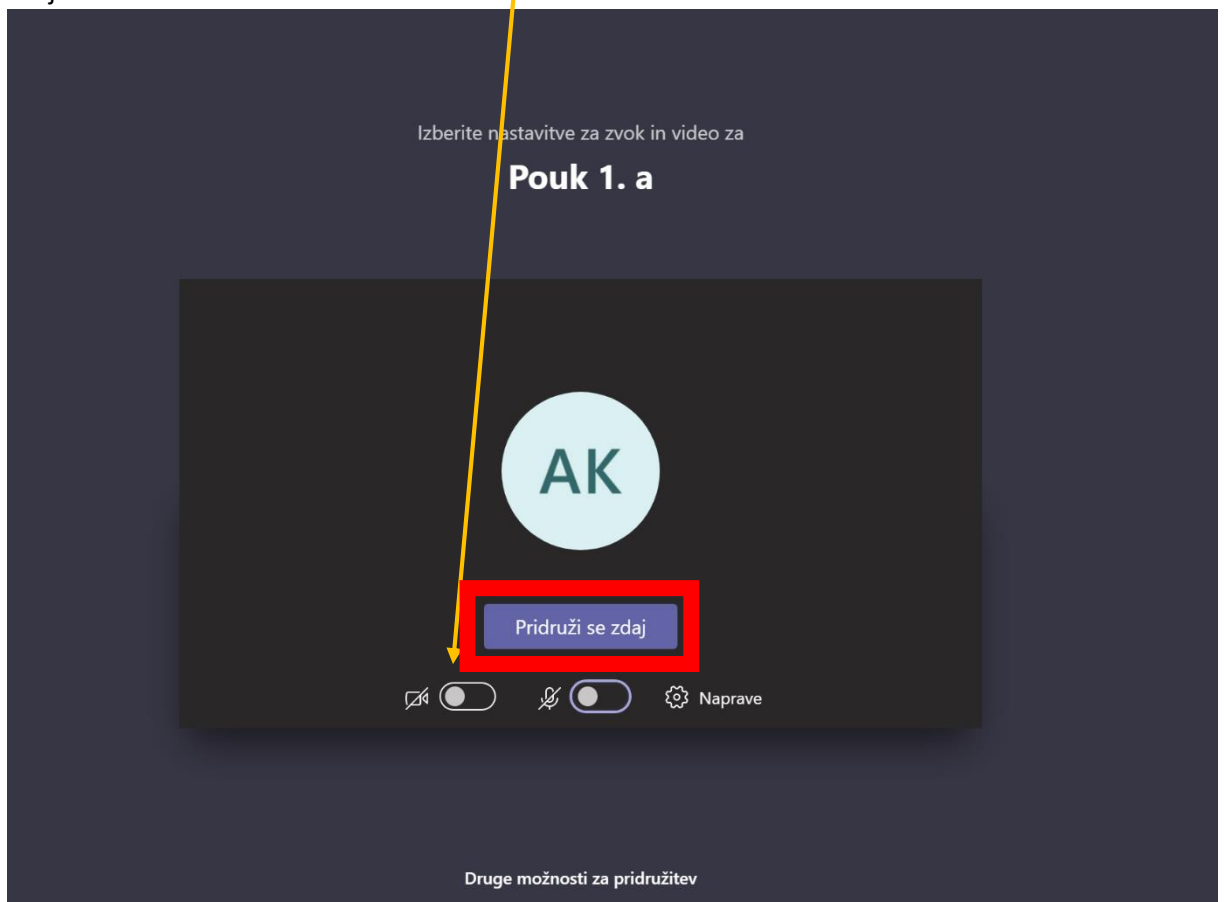 Izberite nastavitve za zvok in video za
Pouk 1. a
AK
Pridruži se zdaj
Naprave
Druge možnosti za pridružitev